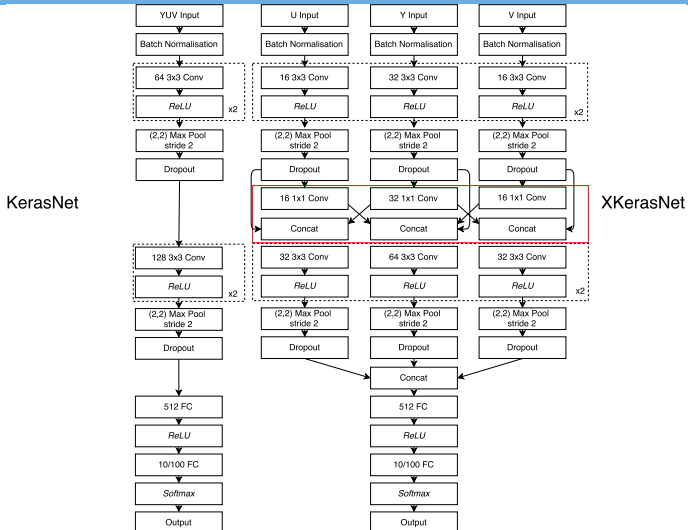 YUV Input
U Input
Y Input
V Input
Batch Normalisation
Batch Normalisation
Batch Normalisation
Batch Normalisation
64 3x3 Conv
16 3x3 Conv
32 3x3 Conv
16 3x3 Conv
ReLU
x2
ReLU
ReLU
ReLU
x2
(2,2) Max Pool
stride 2
(2,2) Max Pool
stride 2
(2,2) Max Pool
stride 2
(2,2) Max Pool
stride 2
Dropout
Dropout
Dropout
Dropout
KerasNet
16 1x1 Conv
32 1x1 Conv
16 1x1 Conv
XKerasNet
Concat
Concat
Concat
128 3x3 Conv
32 3x3 Conv
64 3x3 Conv
32 3x3 Conv
ReLU
x2
ReLU
ReLU
ReLU
x2
(2,2) Max Pool
stride 2
(2,2) Max Pool
stride 2
(2,2) Max Pool
stride 2
(2,2) Max Pool
stride 2
Dropout
Dropout
Dropout
Dropout
Concat
512 FC
512 FC
ReLU
ReLU
10/100 FC
10/100 FC
Softmax
Softmax
Output
Output